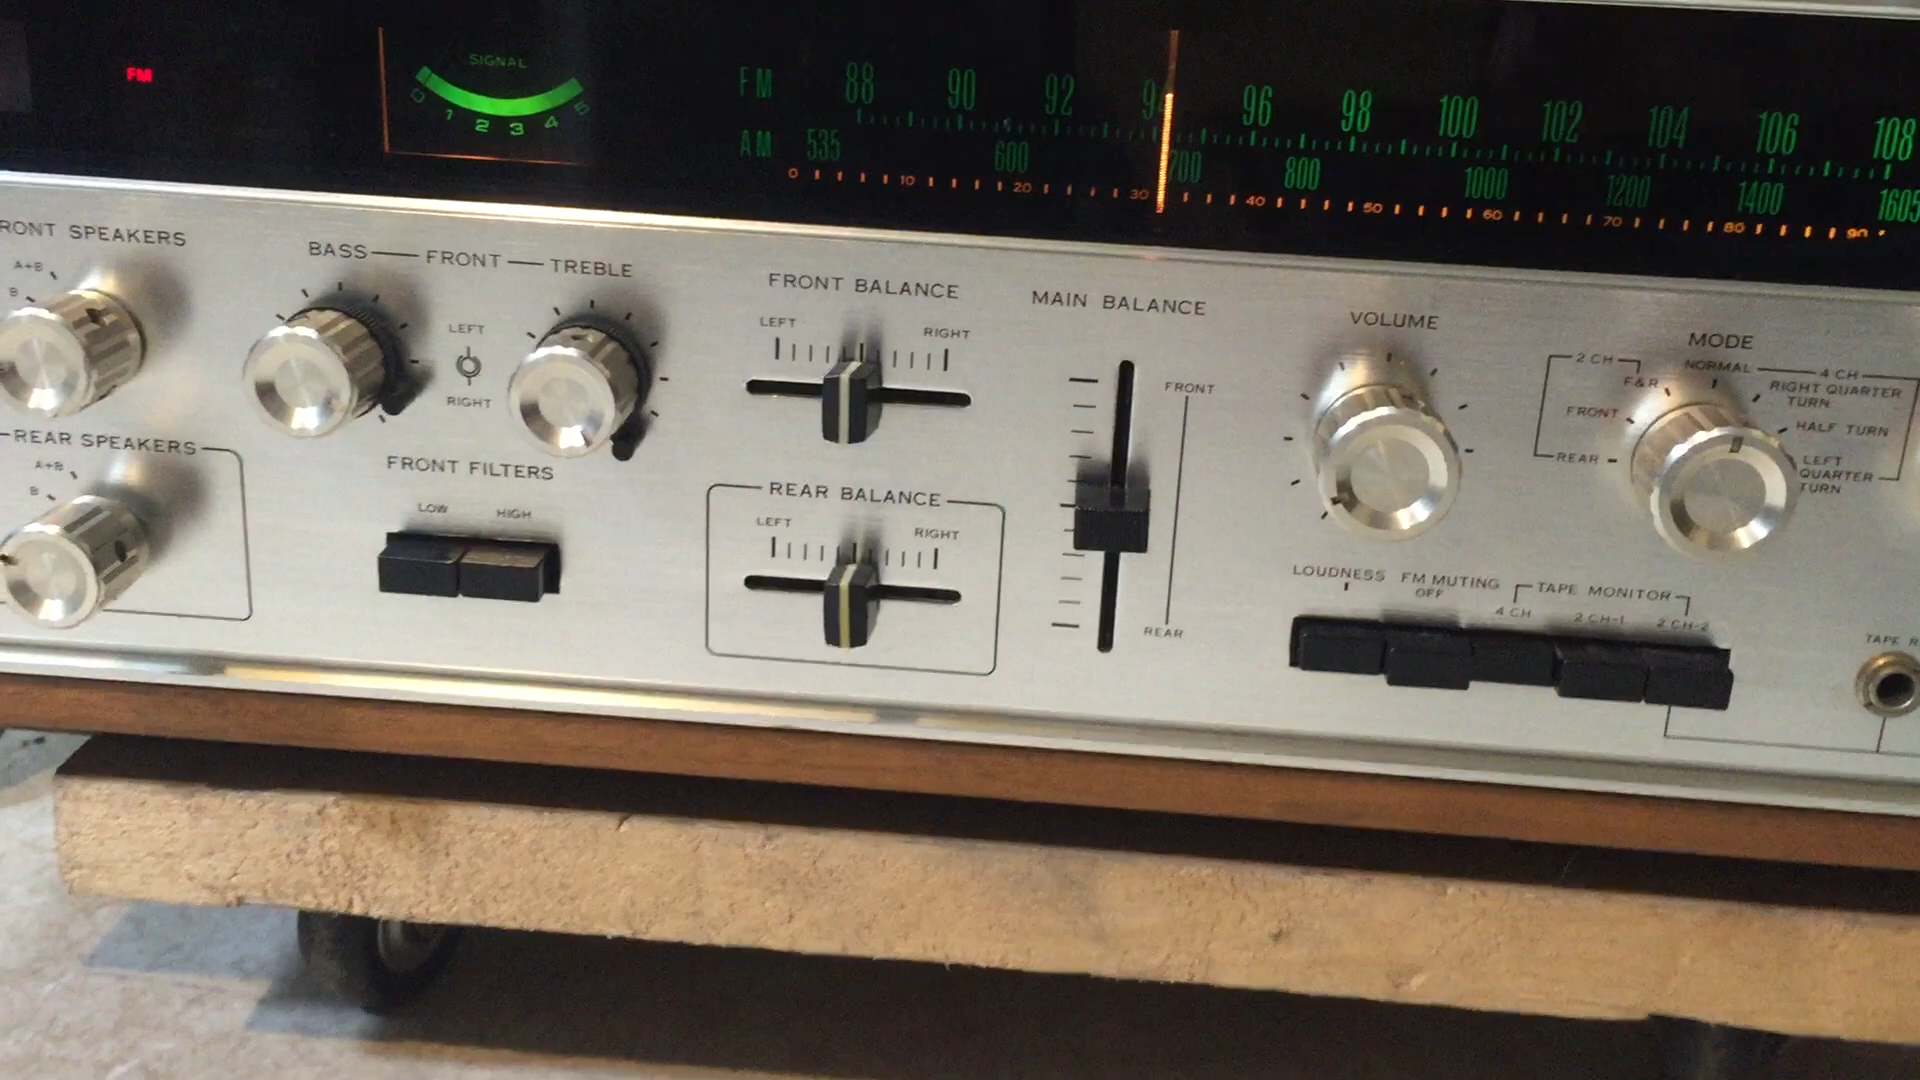 FM
SIGNAL
0 1 2 3 4 5
FM 88 90 92 94 96 98 100 102 104 106 108
AM 535 600 700 800 1000 1200 1400 1605
0 10 20 30 40 50 60 70 80 90
RONT SPEAKERS
A+B
B
BASS FRONT TREBLE
LEFT
RIGHT
FRONT BALANCE
LEFT RIGHT
MAIN BALANCE
FRONT
REAR
VOLUME
MODE
2 CH NORMAL 4 CH
F&R
FRONT
REAR
RIGHT QUARTER
TURN
HALF TURN
LEFT
QUARTER
TURN
REAR SPEAKERS
A+B
B
FRONT FILTERS
LOW HIGH
REAR BALANCE
LEFT RIGHT
LOUDNESS FM MUTING
OFF
TAPE MONITOR
4 CH 2 CH-1 2 CH-2
TAPE R